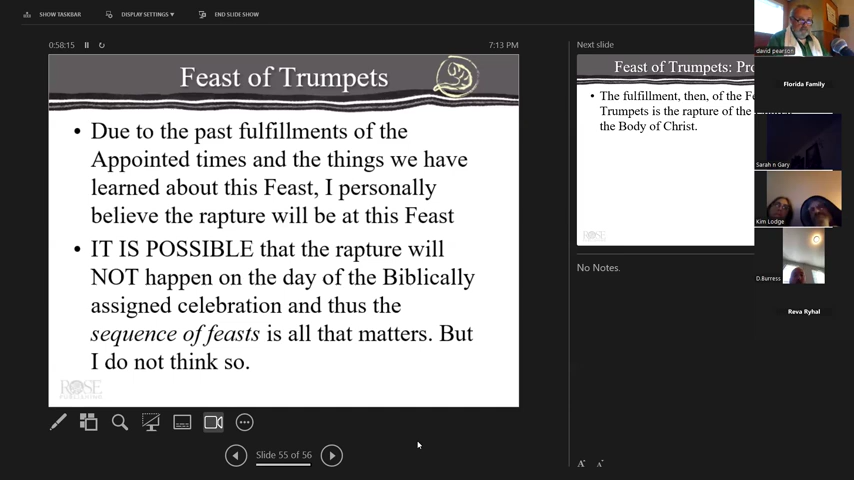 SHOW TASKBAR
DISPLAY SETTINGS
END SLIDE SHOW
0:58:15
7:13 PM
Feast of Trumpets
• Due to the past fulfillments of the
Appointed times and the things we have
learned about this Feast, I personally
believe the rapture will be at this Feast
• IT IS POSSIBLE that the rapture will
NOT happen on the day of the Biblically
assigned celebration and thus the
sequence of feasts is all that matters. But
I do not think so.
ROSE
PUBLISHING
Slide 55 of 56
Next slide
Feast of Trumpets: Pro
• The fulfillment, then, of the Fe
Trumpets is the rapture of the
the Body of Christ.
ROSE
No Notes.
A A
david pearson
Florida Family
Sarah n Gary
Kim Lodge
D.Burress
Reva Ryhal